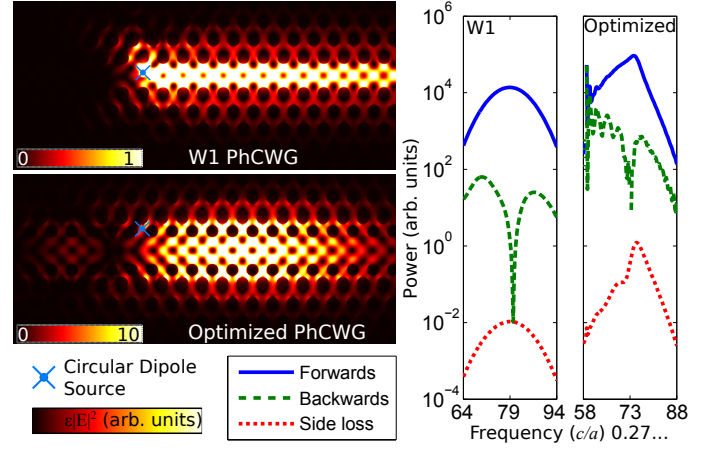 0 1
W1 PhCWG
0 10
Optimized PhCWG
Circular Dipole
Source
ε|E|² (arb. units)
Forwards
Backwards
Side loss
W1
Optimized
Power (arb. units)
10⁶
10⁴
10²
10⁰
10⁻²
10⁻⁴
64 79 94 58 73 88
Frequency (c/a) 0.27...